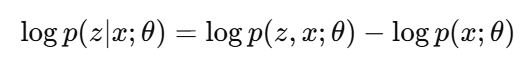 log p(z|x; θ) = log p(z, x; θ) − log p(x; θ)